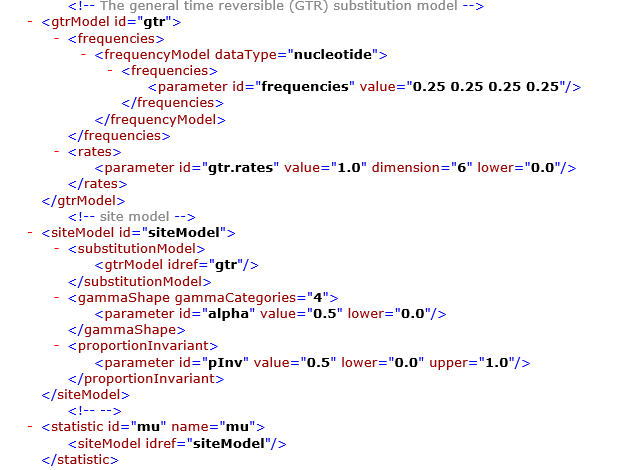 <!-- The general time reversible (GTR) substitution model -->
- <gtrModel id="gtr">
- <frequencies>
- <frequencyModel dataType="nucleotide">
- <frequencies>
<parameter id="frequencies" value="0.25 0.25 0.25 0.25"/>
</frequencies>
</frequencyModel>
</frequencies>
- <rates>
<parameter id="gtr.rates" value="1.0" dimension="6" lower="0.0"/>
</rates>
</gtrModel>
<!-- site model -->
- <siteModel id="siteModel">
- <substitutionModel>
<gtrModel idref="gtr"/>
</substitutionModel>
- <gammaShape gammaCategories="4">
<parameter id="alpha" value="0.5" lower="0.0"/>
</gammaShape>
- <proportionInvariant>
<parameter id="pInv" value="0.5" lower="0.0" upper="1.0"/>
</proportionInvariant>
</siteModel>
<!-- -->
- <statistic id="mu" name="mu">
<siteModel idref="siteModel"/>
</statistic>